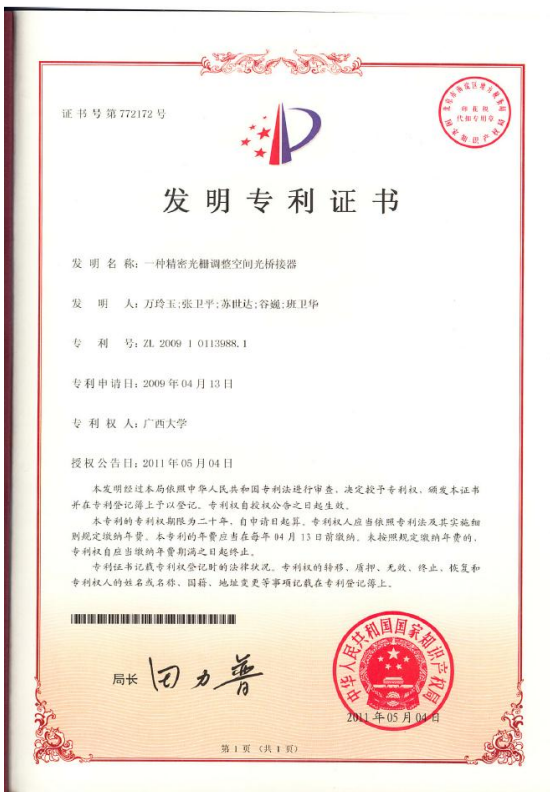 证书号第772172号
印花税
代扣专用章
发明专利证书
发明名称：一种精密光栅调整空间光桥接器
发明人：万玲玉;张卫平;苏世达;谷巍;班卫华
专利号：ZL 2009 1 0113988.1
专利申请日：2009年04月13日
专利权人：广西大学
授权公告日：2011年05月04日
本发明经过本局依照中华人民共和国专利法进行审查，决定授予专利权，颁发本证书
并在专利登记簿上予以登记。专利权自授权公告之日起生效。
本专利的专利权期限为二十年，自申请日起算。专利权人应当依照专利法及其实施细
则规定缴纳年费。本专利的年费应当在每年04月13日前缴纳。未按照规定缴纳年费的，
专利权自应当缴纳年费期满之日起终止。
专利证书记载专利权登记时的法律状况。专利权的转移、质押、无效、终止、恢复和
专利权人的姓名或名称、国籍、地址变更等事项记载在专利登记簿上。
局长 田力普
中华人民共和国国家知识产权局
2011年05月04日
第1页（共1页）